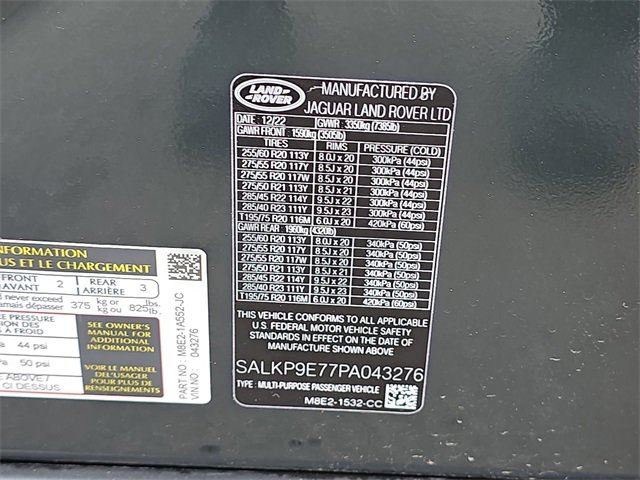 LAND
ROVER
MANUFACTURED BY
JAGUAR LAND ROVER LTD
DATE: 12/22 GVWR: 3350kg (7385lb)
GAWR FRONT: 1590kg (3505lb)
TIRES RIMS PRESSURE (COLD)
255/60 R20 113Y 8.0J x 20 300kPa (44psi)
275/55 R20 117Y 8.5J x 20 300kPa (44psi)
275/55 R20 117W 8.5J x 20 300kPa (44psi)
275/50 R21 113Y 8.5J x 21 300kPa (44psi)
285/45 R22 114Y 9.5J x 22 300kPa (44psi)
285/40 R23 111Y 9.5J x 23 300kPa (44psi)
T195/75 R20 116M 6.0J x 20 420kPa (60psi)
GAWR REAR 1960kg (4320lb)
255/60 R20 113Y 8.0J x 20 340kPa (50psi)
275/55 R20 117Y 8.5J x 20 340kPa (50psi)
275/55 R20 117W 8.5J x 20 340kPa (50psi)
275/50 R21 113Y 8.5J x 21 340kPa (50psi)
285/45 R22 114Y 9.5J x 22 340kPa (50psi)
285/40 R23 111Y 9.5J x 23 340kPa (50psi)
T195/75 R20 116M 6.0J x 20 420kPa (60psi)
THIS VEHICLE CONFORMS TO ALL APPLICABLE
U.S. FEDERAL MOTOR VEHICLE SAFETY
STANDARDS IN EFFECT ON THE DATE OF
MANUFACTURE SHOWN ABOVE.
SALKP9E77PA043276
TYPE: MULTI-PURPOSE PASSENGER VEHICLE
M8E2-1532-CC
INFORMATION
US ET LE CHARGEMENT
FRONT 2 REAR 3
AVANT ARRIÈRE
never exceed 375 kg or 825 lbs.
jamais dépasser kg ou lb.
PRESSURE
ION DES
À FROID
44 psi
50 psi
ABOVE /
CI DESSUS
SEE OWNER'S
MANUAL FOR
ADDITIONAL
INFORMATION
VOIR LE MANUEL
DE L'USAGER
POUR PLUS DE
RENSEIGNEMENTS
PART NO: M8E2-1A552-JC
VIN NO: 043276